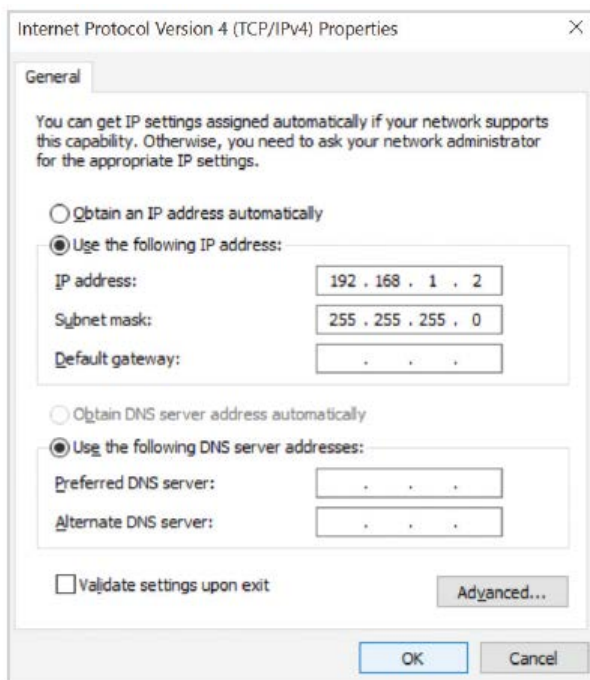 Internet Protocol Version 4 (TCP/IPv4) Properties
General
You can get IP settings assigned automatically if your network supports
this capability. Otherwise, you need to ask your network administrator
for the appropriate IP settings.
Obtain an IP address automatically
Use the following IP address:
IP address: 192 . 168 . 1 . 2
Subnet mask: 255 . 255 . 255 . 0
Default gateway: . . .
Obtain DNS server address automatically
Use the following DNS server addresses:
Preferred DNS server: . . .
Alternate DNS server: . . .
Validate settings upon exit
Advanced...
OK Cancel